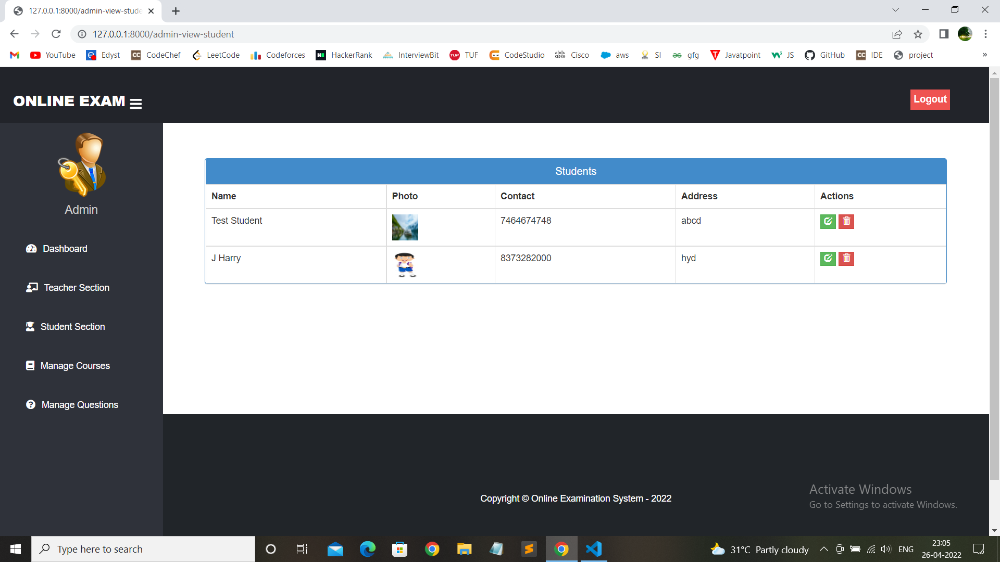 127.0.0.1:8000/admin-view-stude
127.0.0.1:8000/admin-view-student
YouTube Edyst CodeChef LeetCode Codeforces HackerRank InterviewBit TUF CodeStudio Cisco aws SI gfg Javatpoint JS GitHub IDE project »
ONLINE EXAM
Logout
Admin
Dashboard
Teacher Section
Student Section
Manage Courses
Manage Questions
Students
Name Photo Contact Address Actions
Test Student 7464674748 abcd
J Harry 8373282000 hyd
Copyright © Online Examination System - 2022
Activate Windows
Go to Settings to activate Windows.
Type here to search
31°C Partly cloudy
ENG
23:05
26-04-2022